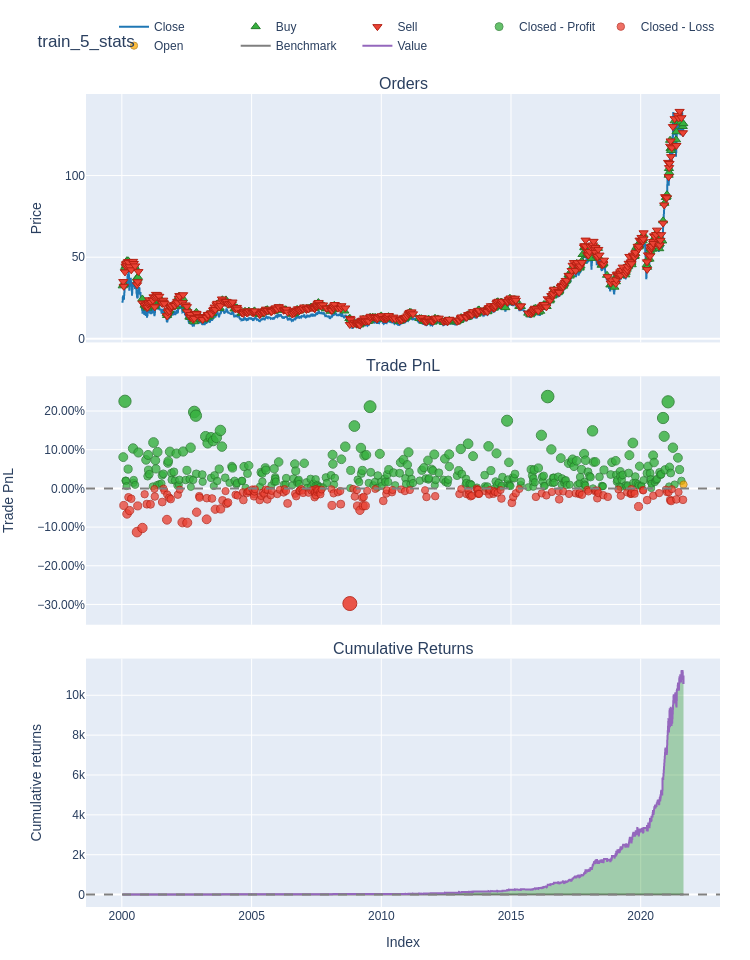 train_5_stats
Close
Buy
Sell
Closed - Profit
Closed - Loss
Open
Benchmark
Value
Orders
Price
100
50
0
Trade PnL
Trade PnL
20.00%
10.00%
0.00%
−10.00%
−20.00%
−30.00%
Cumulative Returns
Cumulative returns
10k
8k
6k
4k
2k
0
2000 2005 2010 2015 2020
Index